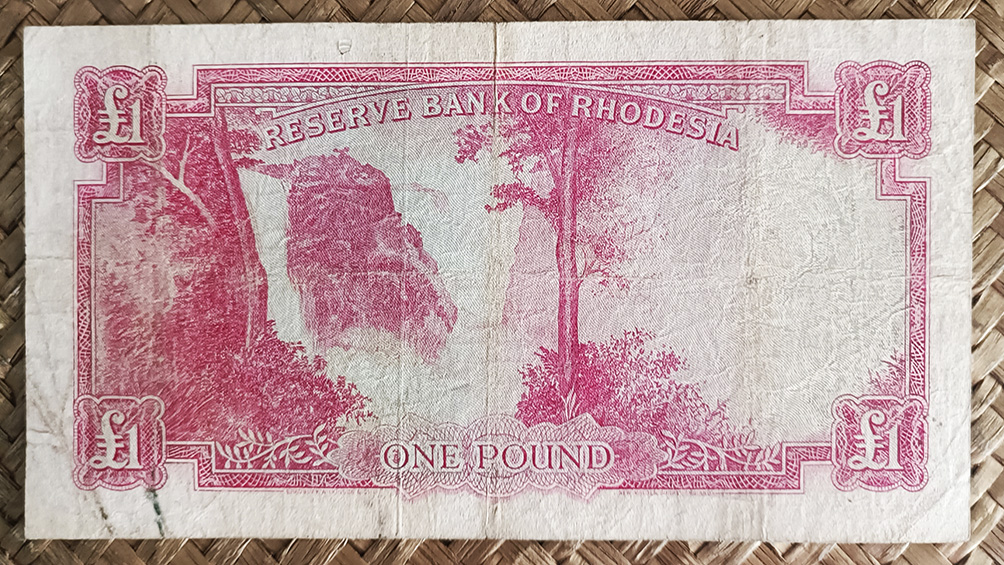 £1 £1
RESERVE BANK OF RHODESIA
£1 ONE POUND £1